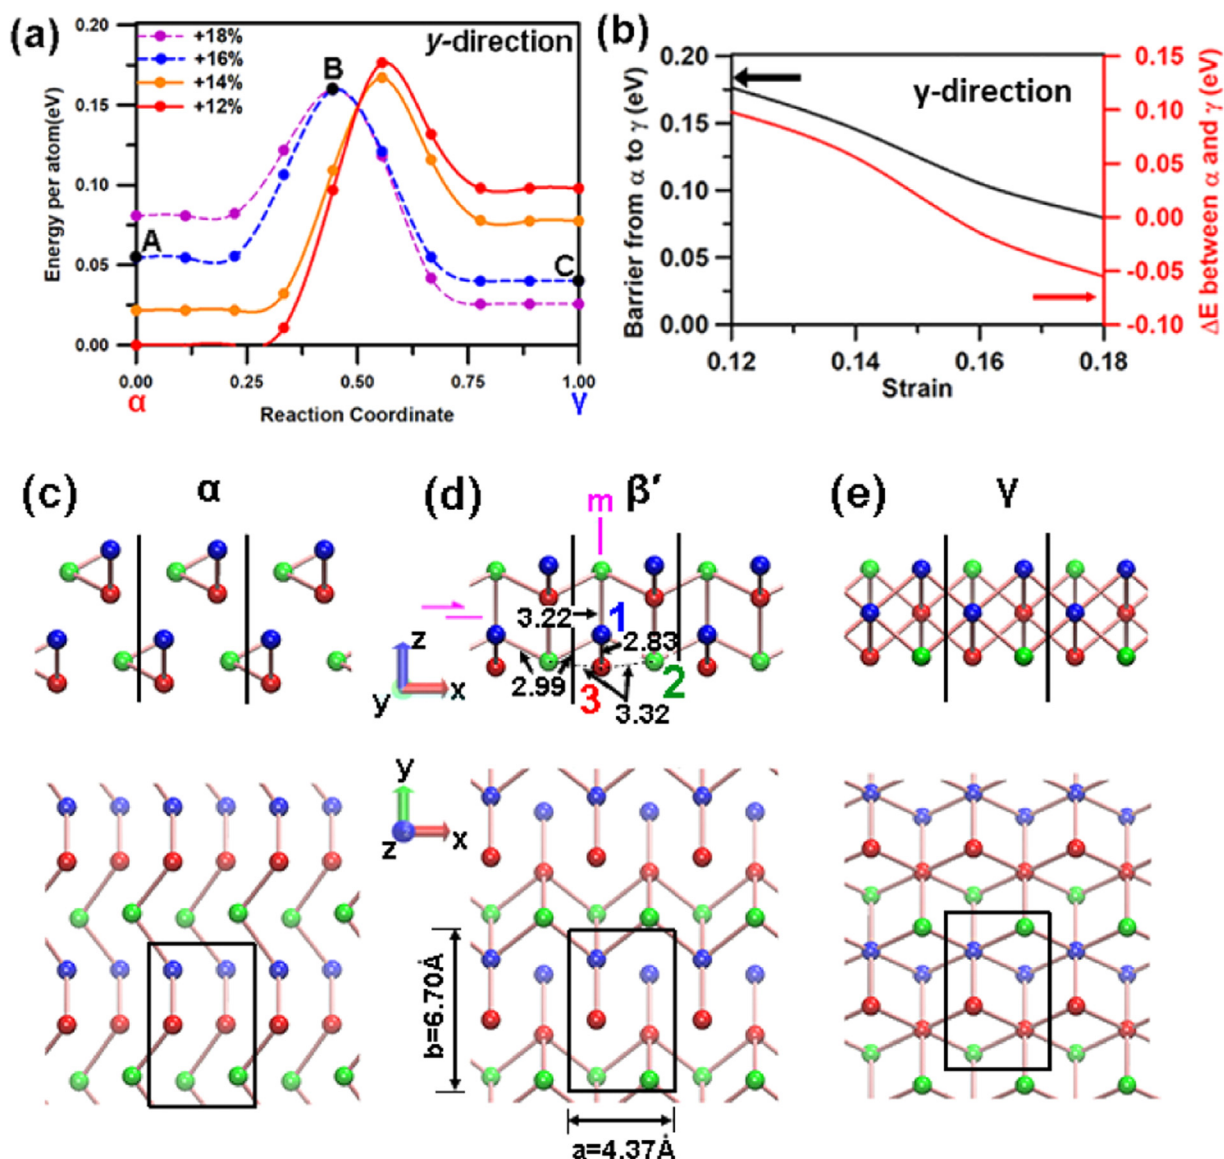 (a)
+18%
+16%
+14%
+12%
y-direction
A
B
C
0.20
0.15
0.10
0.05
0.00
Energy per atom(eV)
0.00 0.25 0.50 0.75 1.00
α Reaction Coordinate γ
(b)
y-direction
0.20
0.15
0.10
0.05
0.00
Barrier from α to γ (eV)
0.15
0.10
0.05
0.00
-0.05
-0.10
ΔE between α and γ (eV)
0.12 0.14 0.16 0.18
Strain
(c) α
(d) β′
m
3.22 1
2.83
2.99 3 2
3.32
z
y x
(e) γ
y
z x
b=6.70Å
a=4.37Å